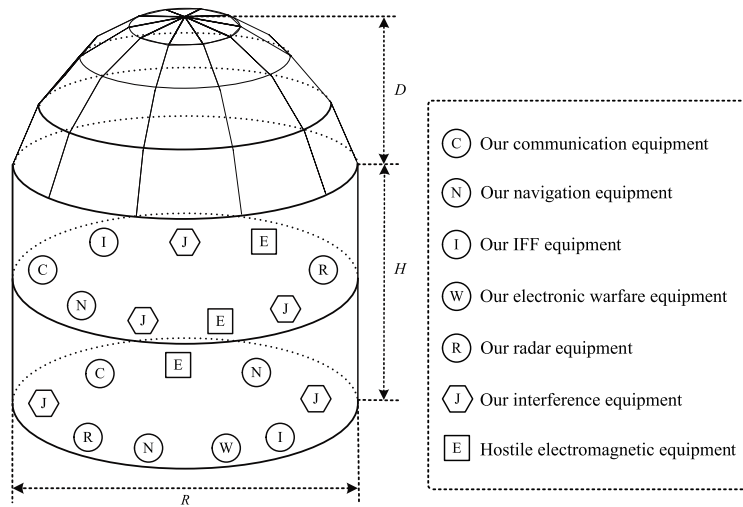 D
H
R
I
J
E
C
R
N
J
E
J
C
E
N
J
J
R
N
W
I
C Our communication equipment
N Our navigation equipment
I Our IFF equipment
W Our electronic warfare equipment
R Our radar equipment
J Our interference equipment
E Hostile electromagnetic equipment